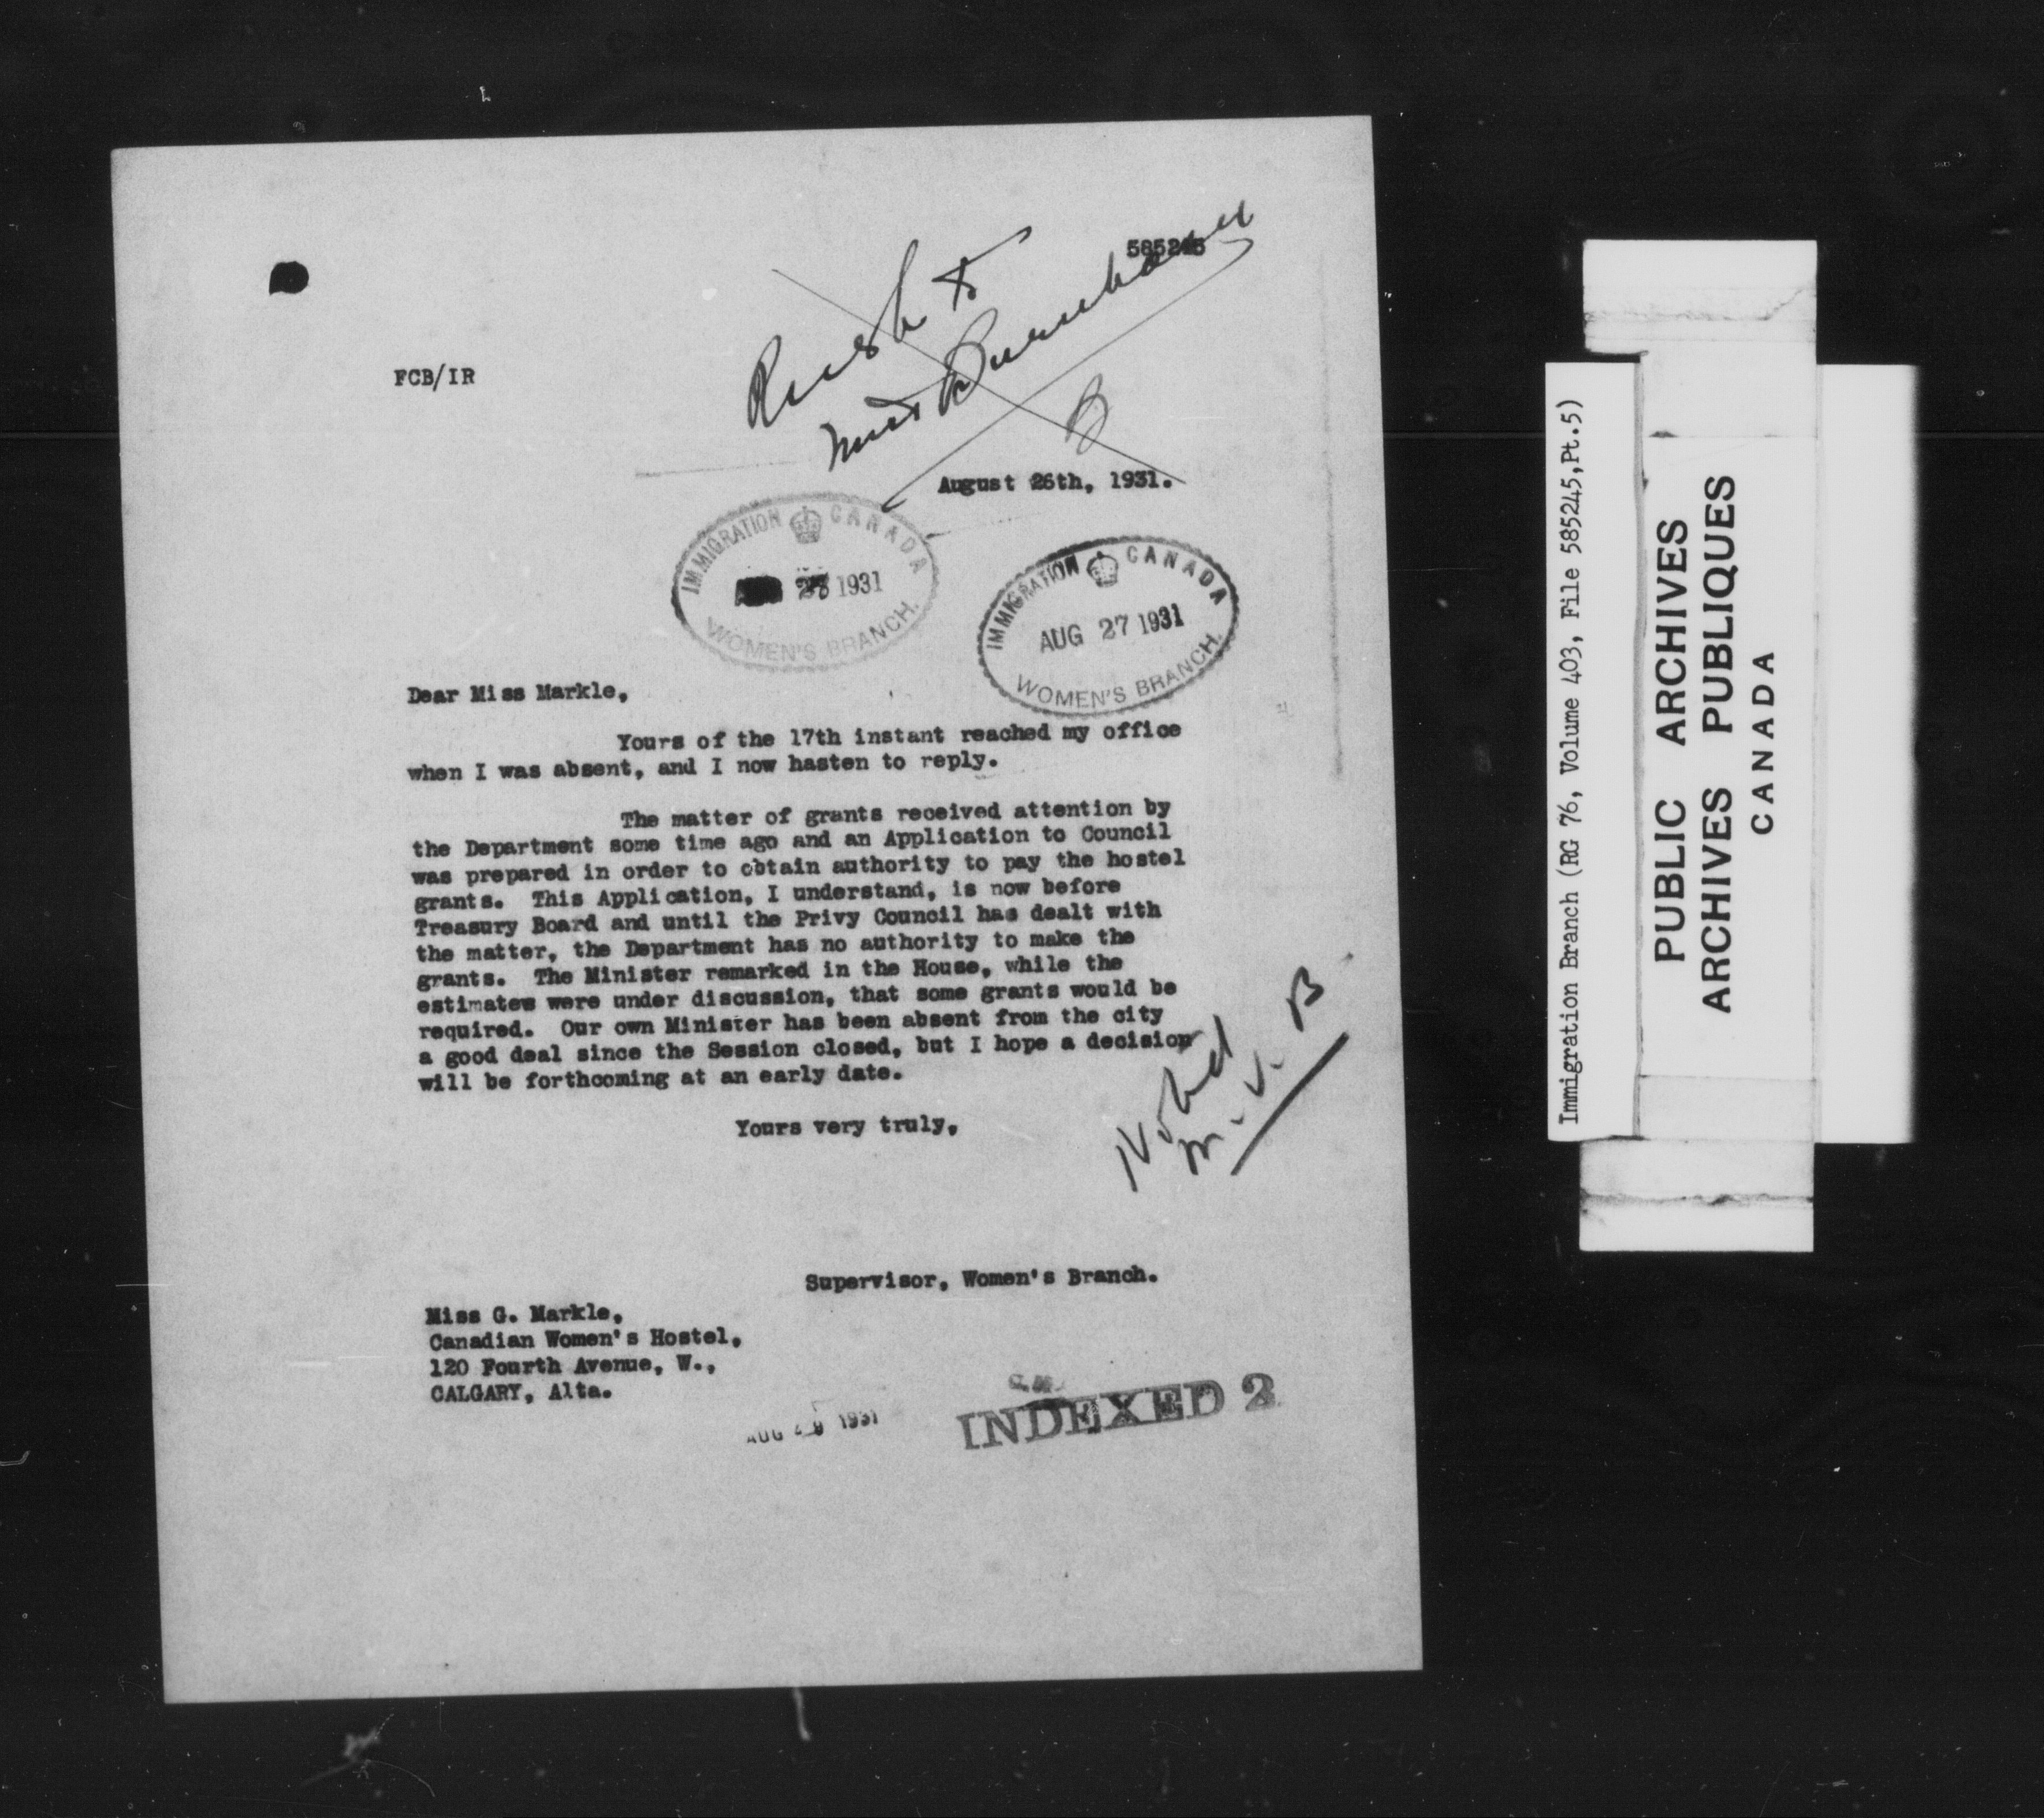 585245
Rush to
Miss Burnham
B
FCB/IR
August 26th, 1931.
IMMIGRATION CANADA
1931
WOMEN'S BRANCH.
IMMIGRATION CANADA
AUG 27 1931
WOMEN'S BRANCH.
Dear Miss Markle,
Yours of the 17th instant reached my office
when I was absent, and I now hasten to reply.
The matter of grants received attention by
the Department some time ago and an Application to Council
was prepared in order to obtain authority to pay the hostel
grants. This Application, I understand, is now before
Treasury Board and until the Privy Council has dealt with
the matter, the Department has no authority to make the
grants. The Minister remarked in the House, while the
estimates were under discussion, that some grants would be
required. Our own Minister has been absent from the city
a good deal since the Session closed, but I hope a decision
will be forthcoming at an early date.
Noted
M. V. B.
Yours very truly,
Supervisor, Women's Branch.
Miss G. Markle,
Canadian Women's Hostel,
120 Fourth Avenue, W.,
CALGARY, Alta.
AUG 1931
INDEXED 2
Immigration Branch (RG 76, Volume 403, File 585245,Pt.5)
PUBLIC ARCHIVES
ARCHIVES PUBLIQUES
CANADA